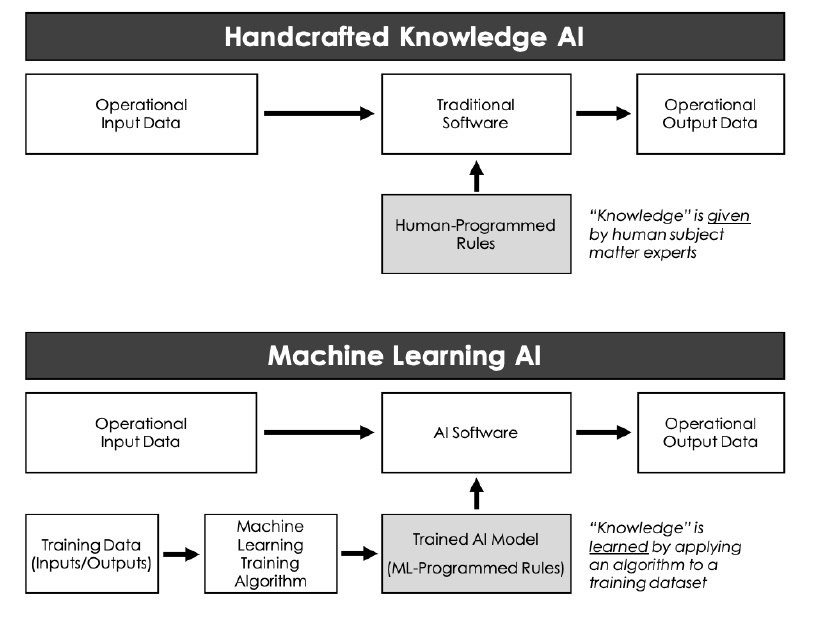 Handcrafted Knowledge AI
Operational
Input Data
Traditional
Software
Operational
Output Data
Human-Programmed
Rules
“Knowledge” is given
by human subject
matter experts
Machine Learning AI
Operational
Input Data
AI Software
Operational
Output Data
Training Data
(Inputs/Outputs)
Machine
Learning
Training
Algorithm
Trained AI Model
(ML-Programmed Rules)
“Knowledge” is
learned by applying
an algorithm to a
training dataset